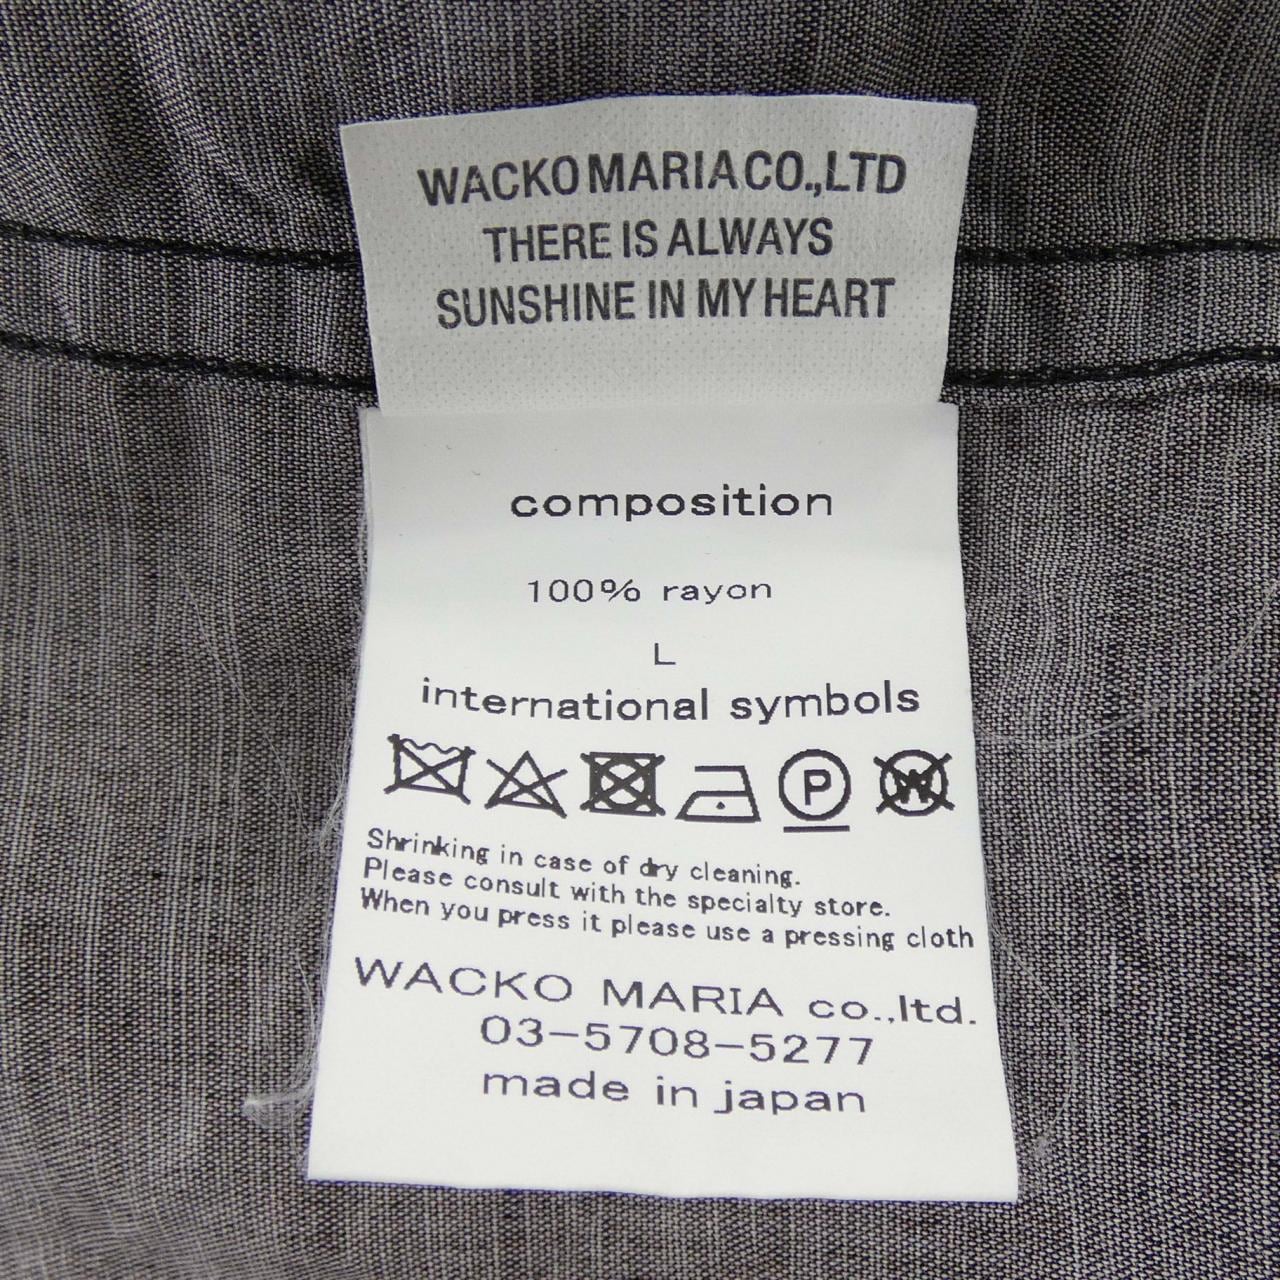 WACKO MARIA CO.,LTD
THERE IS ALWAYS
SUNSHINE IN MY HEART
composition
100% rayon
L
international symbols
P W
Shrinking in case of dry cleaning.
Please consult with the specialty store.
When you press it please use a pressing cloth
WACKO MARIA co.,ltd.
03-5708-5277
made in japan